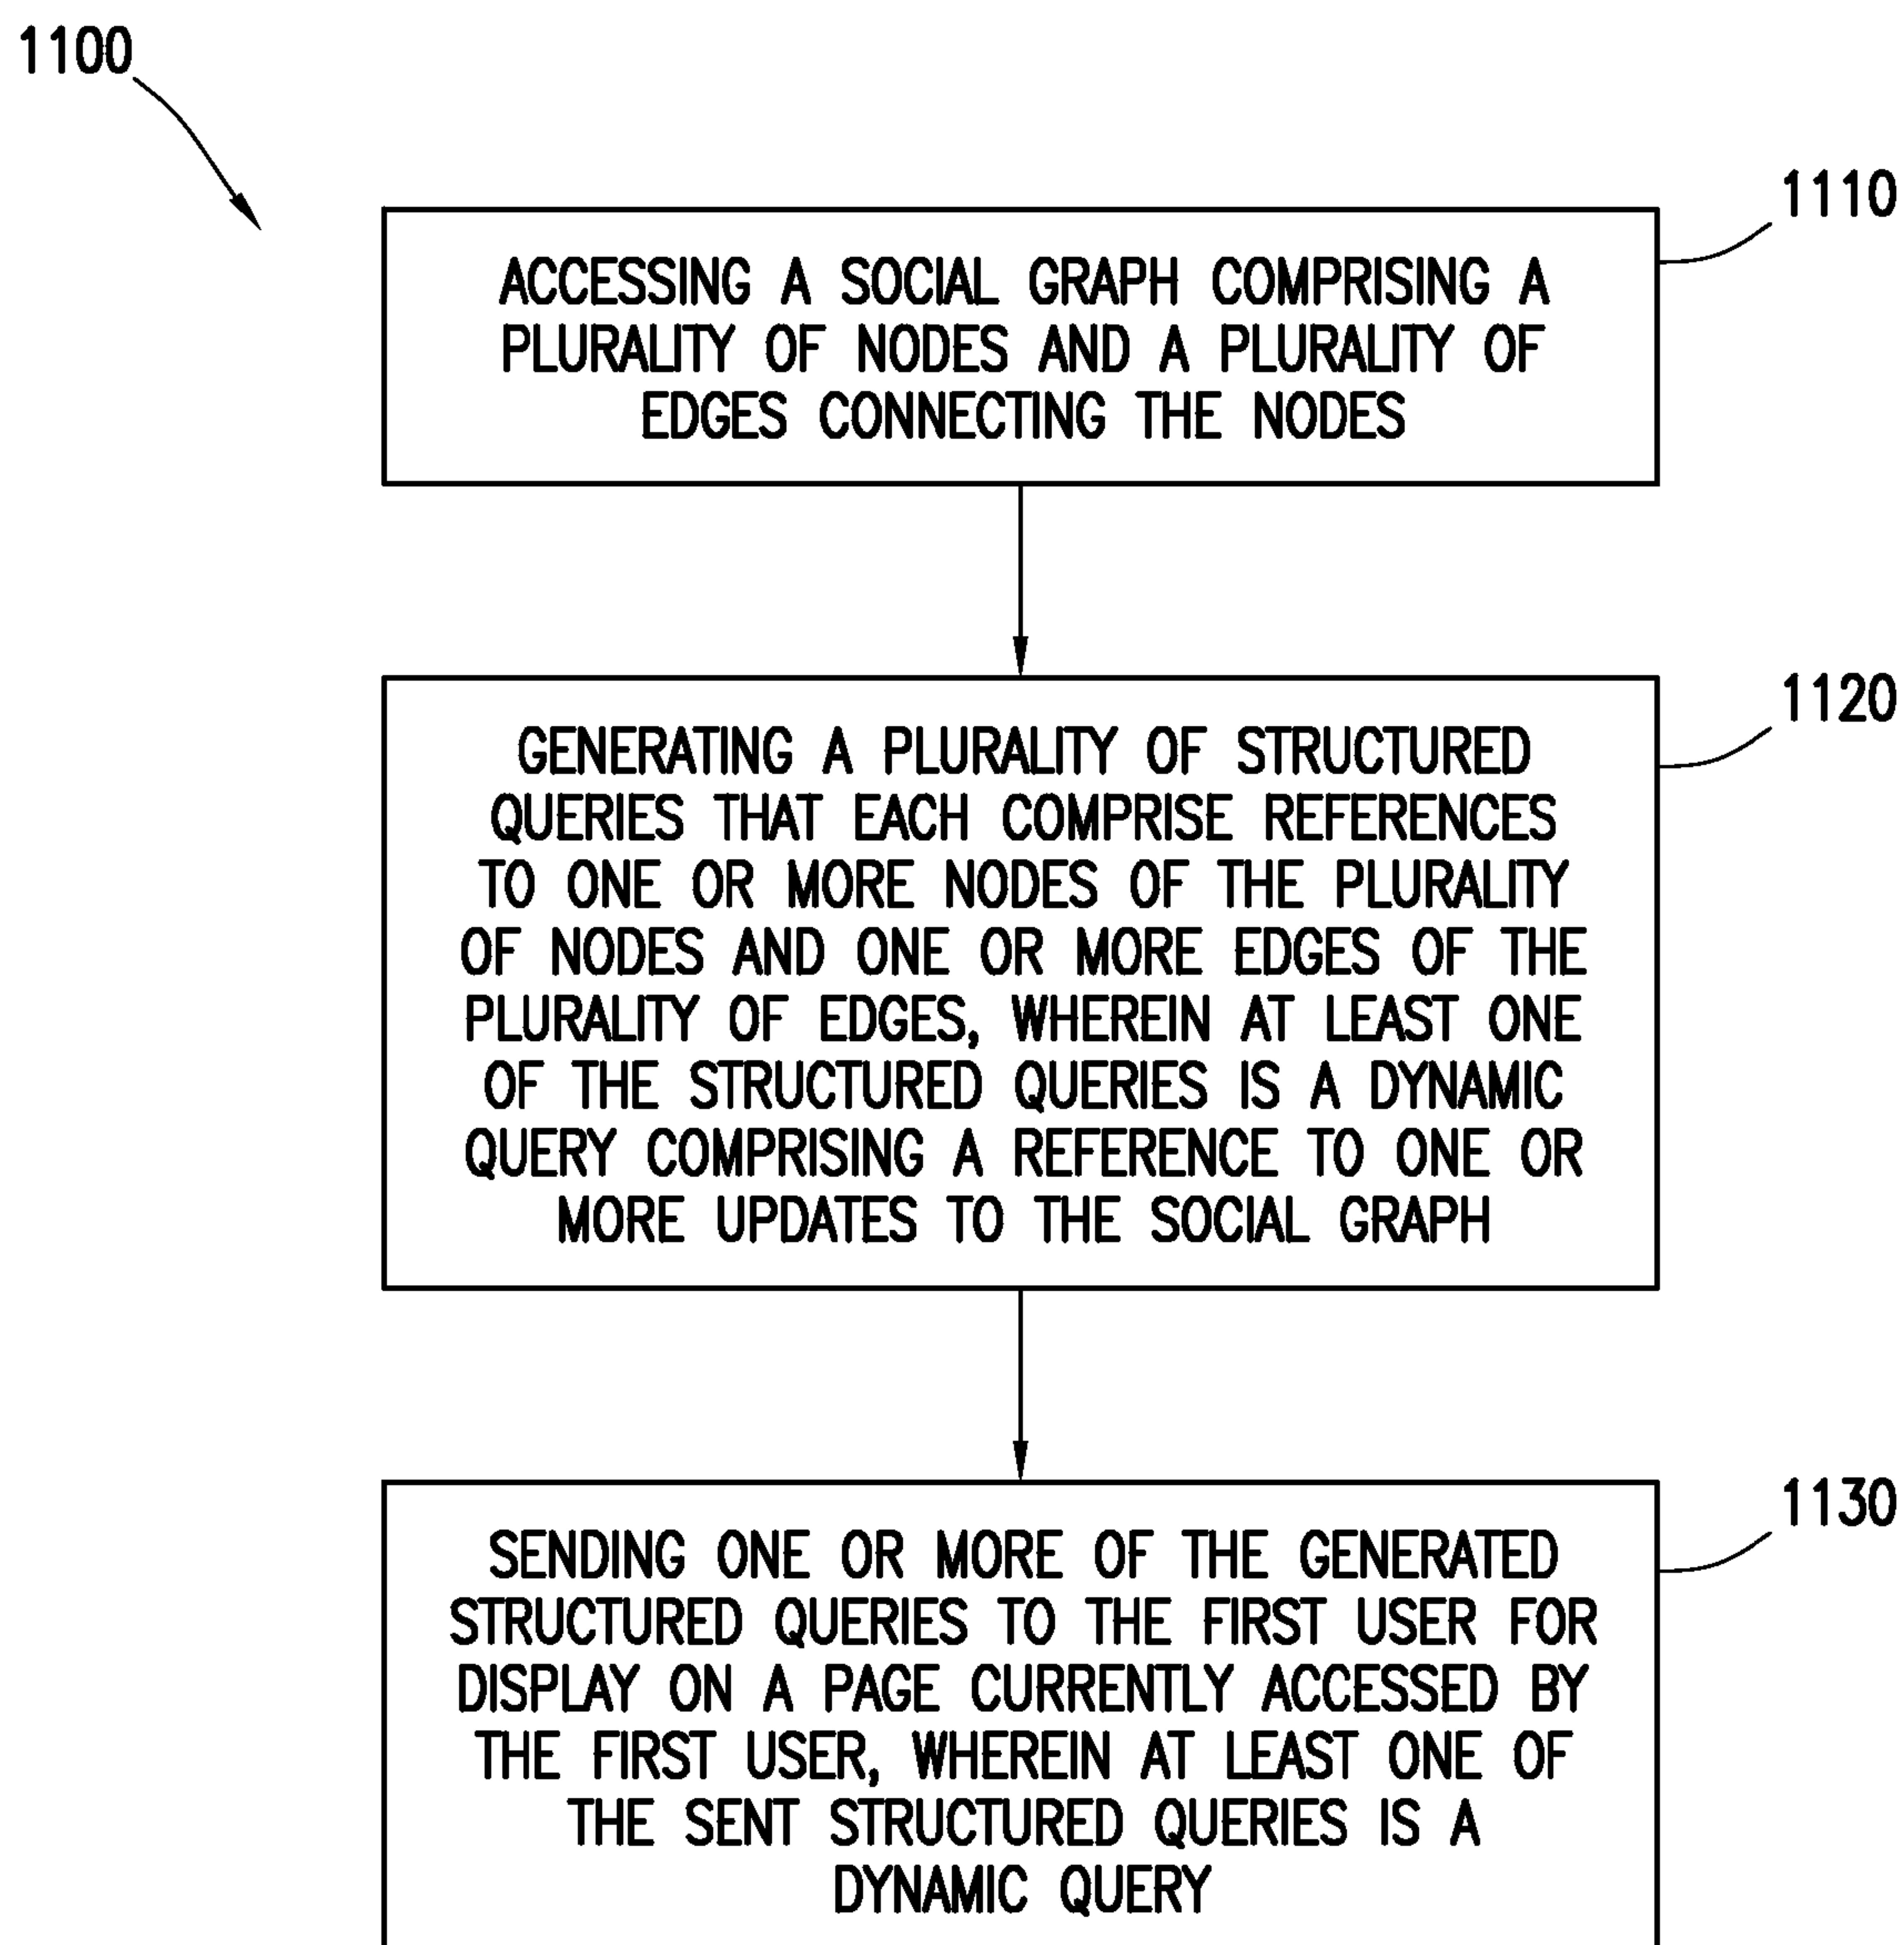 1100
1110
ACCESSING A SOCIAL GRAPH COMPRISING A
PLURALITY OF NODES AND A PLURALITY OF
EDGES CONNECTING THE NODES
1120
GENERATING A PLURALITY OF STRUCTURED
QUERIES THAT EACH COMPRISE REFERENCES
TO ONE OR MORE NODES OF THE PLURALITY
OF NODES AND ONE OR MORE EDGES OF THE
PLURALITY OF EDGES, WHEREIN AT LEAST ONE
OF THE STRUCTURED QUERIES IS A DYNAMIC
QUERY COMPRISING A REFERENCE TO ONE OR
MORE UPDATES TO THE SOCIAL GRAPH
1130
SENDING ONE OR MORE OF THE GENERATED
STRUCTURED QUERIES TO THE FIRST USER FOR
DISPLAY ON A PAGE CURRENTLY ACCESSED BY
THE FIRST USER, WHEREIN AT LEAST ONE OF
THE SENT STRUCTURED QUERIES IS A
DYNAMIC QUERY